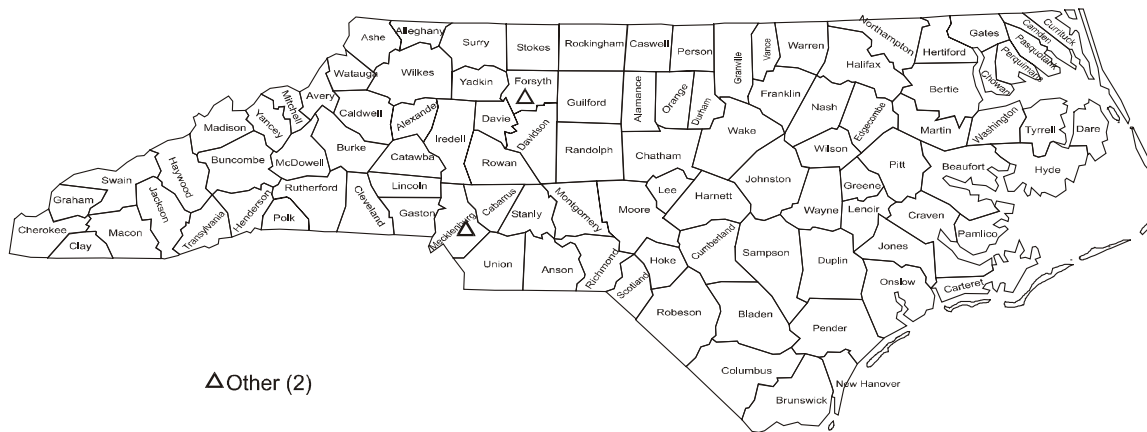 Ashe
Alleghany
Surry
Stokes
Rockingham
Caswell
Person
Granville
Vance
Warren
Northampton
Halifax
Hertford
Gates
Camden
Currituck
Pasquotank
Perquimans
Chowan
Bertie
Watauga
Wilkes
Yadkin
Forsyth
Guilford
Alamance
Orange
Durham
Franklin
Nash
Edgecombe
Martin
Washington
Tyrrell
Dare
Mitchell
Avery
Yancey
Caldwell
Alexander
Iredell
Davie
Davidson
Randolph
Chatham
Wake
Wilson
Pitt
Beaufort
Hyde
Madison
Buncombe
McDowell
Burke
Catawba
Rowan
Lee
Harnett
Johnston
Greene
Wayne
Lenoir
Craven
Pamlico
Swain
Haywood
Graham
Jackson
Cherokee
Macon
Clay
Transylvania
Henderson
Polk
Rutherford
Cleveland
Lincoln
Gaston
Mecklenburg
Cabarrus
Stanly
Montgomery
Moore
Union
Anson
Richmond
Scotland
Hoke
Cumberland
Sampson
Duplin
Jones
Onslow
Carteret
Robeson
Bladen
Pender
Columbus
Brunswick
New Hanover
Other (2)